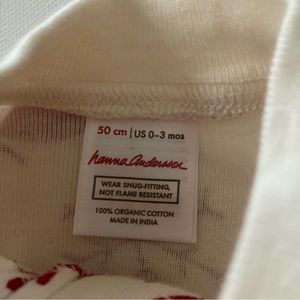 50 cm | US 0-3 mos
hanna andersson
WEAR SNUG-FITTING,
NOT FLAME RESISTANT
100% ORGANIC COTTON
MADE IN INDIA